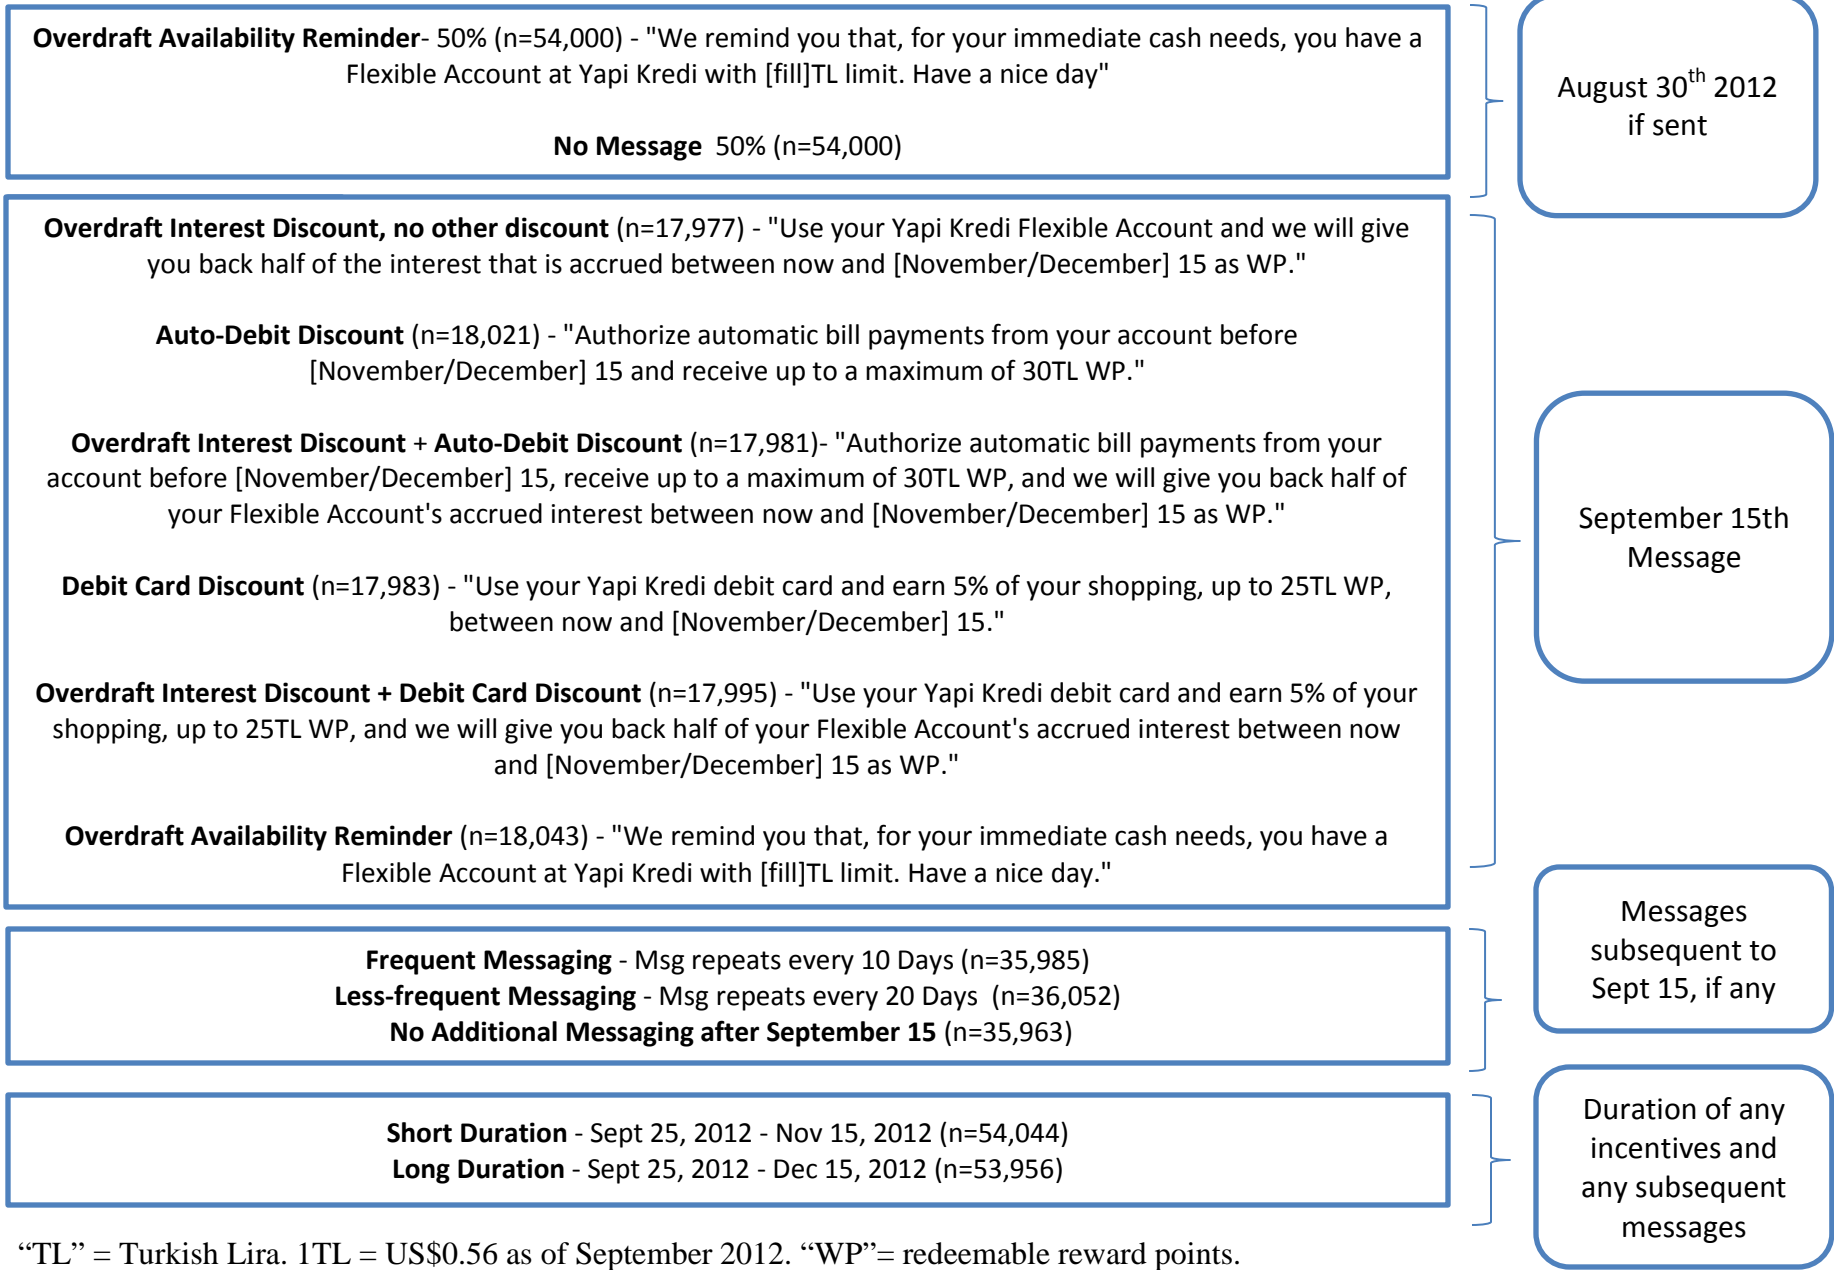 Overdraft Availability Reminder- 50% (n=54,000) - "We remind you that, for your immediate cash needs, you have a
Flexible Account at Yapi Kredi with [fill]TL limit. Have a nice day"
No Message 50% (n=54,000)
August 30th 2012
if sent
Overdraft Interest Discount, no other discount (n=17,977) - "Use your Yapi Kredi Flexible Account and we will give
you back half of the interest that is accrued between now and [November/December] 15 as WP."
Auto-Debit Discount (n=18,021) - "Authorize automatic bill payments from your account before
[November/December] 15 and receive up to a maximum of 30TL WP."
Overdraft Interest Discount + Auto-Debit Discount (n=17,981)- "Authorize automatic bill payments from your
account before [November/December] 15, receive up to a maximum of 30TL WP, and we will give you back half of
your Flexible Account's accrued interest between now and [November/December] 15 as WP."
Debit Card Discount (n=17,983) - "Use your Yapi Kredi debit card and earn 5% of your shopping, up to 25TL WP,
between now and [November/December] 15."
Overdraft Interest Discount + Debit Card Discount (n=17,995) - "Use your Yapi Kredi debit card and earn 5% of your
shopping, up to 25TL WP, and we will give you back half of your Flexible Account's accrued interest between now
and [November/December] 15 as WP."
Overdraft Availability Reminder (n=18,043) - "We remind you that, for your immediate cash needs, you have a
Flexible Account at Yapi Kredi with [fill]TL limit. Have a nice day."
September 15th
Message
Frequent Messaging - Msg repeats every 10 Days (n=35,985)
Less-frequent Messaging - Msg repeats every 20 Days (n=36,052)
No Additional Messaging after September 15 (n=35,963)
Messages
subsequent to
Sept 15, if any
Short Duration - Sept 25, 2012 - Nov 15, 2012 (n=54,044)
Long Duration - Sept 25, 2012 - Dec 15, 2012 (n=53,956)
Duration of any
incentives and
any subsequent
messages
“TL” = Turkish Lira. 1TL = US$0.56 as of September 2012. “WP”= redeemable reward points.